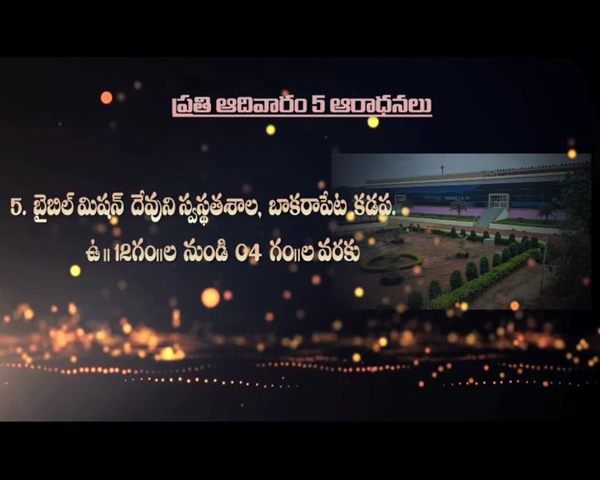 ప్రతి ఆదివారం 5 ఆరాధనలు
5. బైబిల్ మిషన్ దేవుని స్వస్థతశాల, బాకరాపేట, కడప.
ఉ॥ 12గం॥ల నుండి 04 గం॥ల వరకు